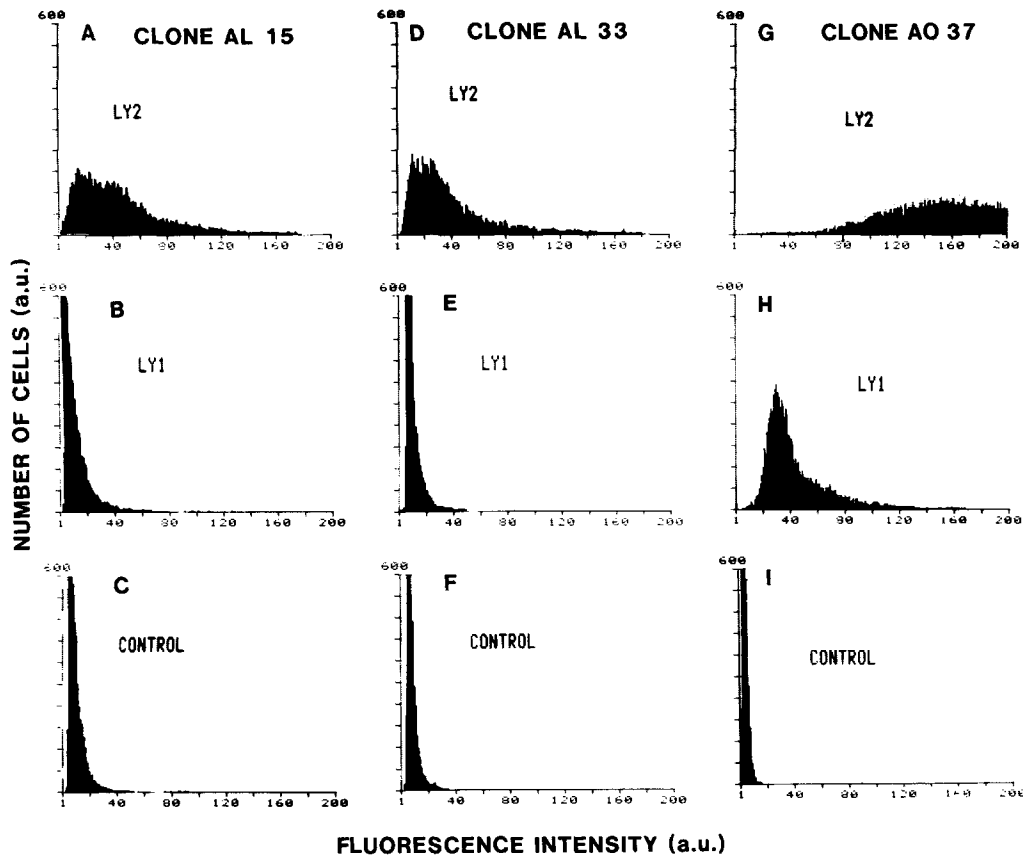 600
A CLONE AL 15
LY2
1 40 80 120 160 200
600
D CLONE AL 33
LY2
1 40 80 120 160 200
600
G CLONE AO 37
LY2
1 40 80 120 160 200
600
B
LY1
1 40 80 120 160 200
600
E
LY1
1 40 80 120 160 200
600
H
LY1
1 40 80 120 160 200
600
C
CONTROL
1 40 80 120 160 200
600
F
CONTROL
1 40 80 120 160 200
600
I
CONTROL
1 40 80 120 160 200
NUMBER OF CELLS (a.u.)
FLUORESCENCE INTENSITY (a.u.)